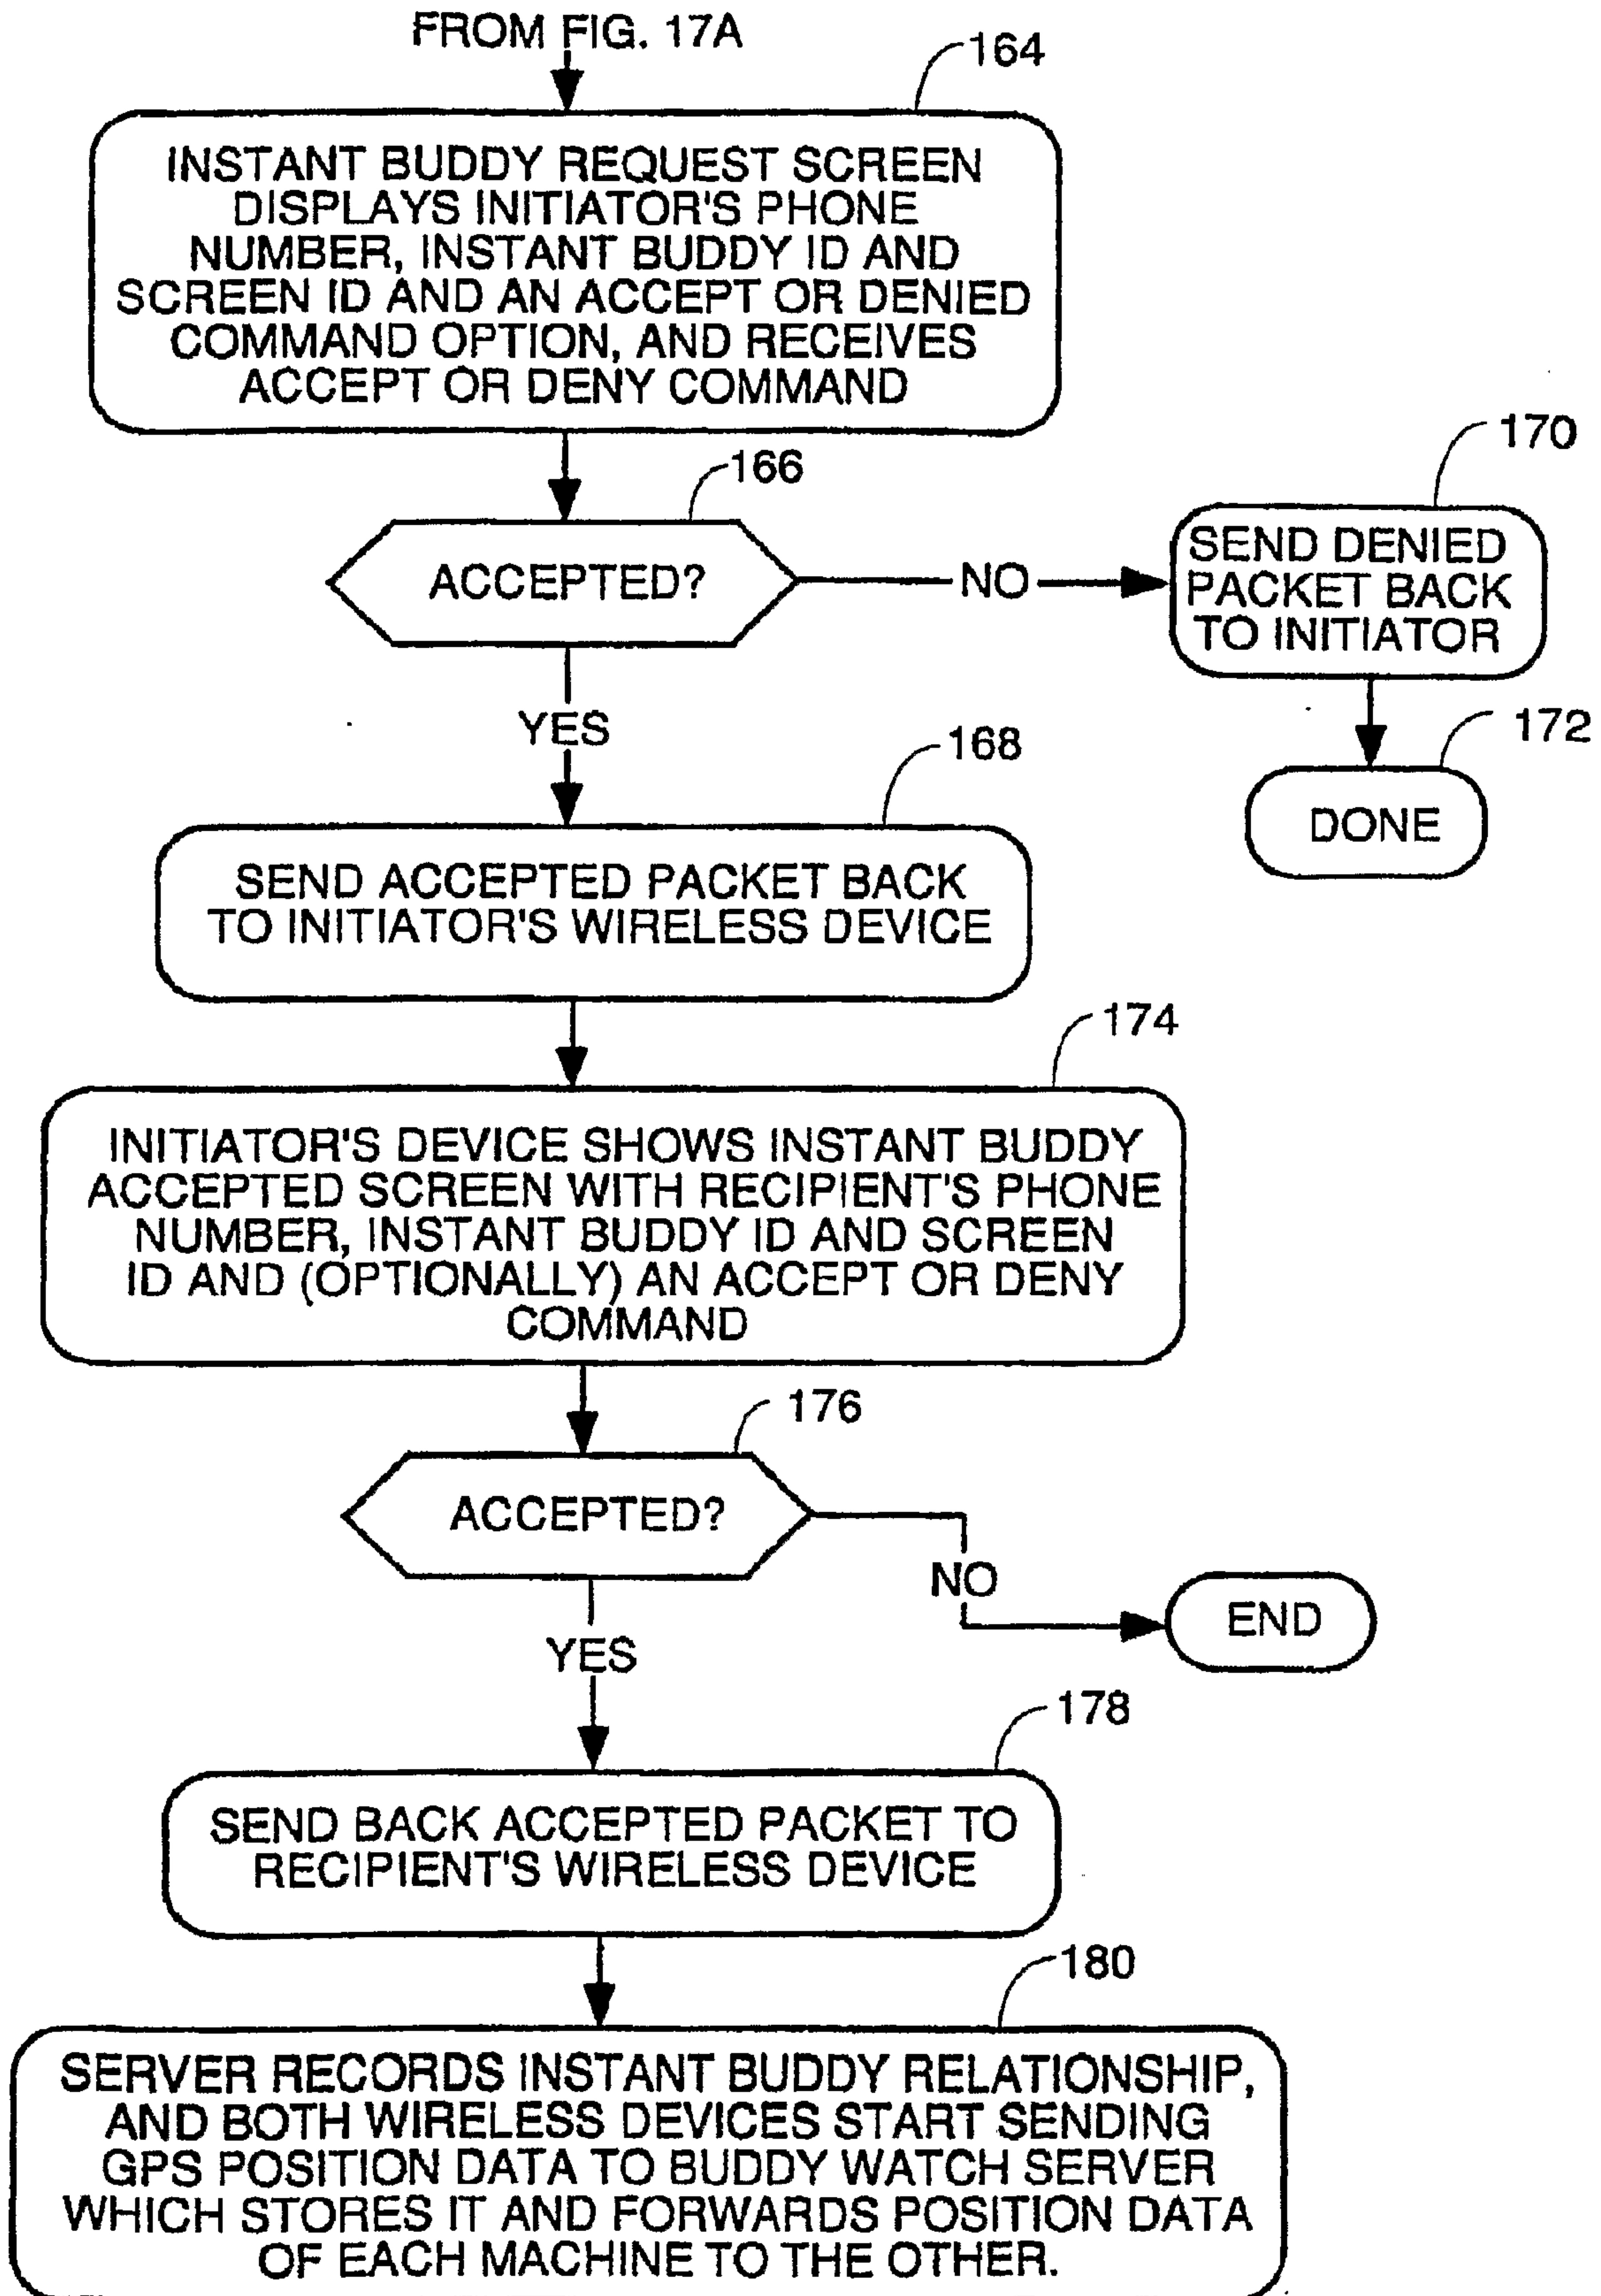 FROM FIG. 17A
164
INSTANT BUDDY REQUEST SCREEN
DISPLAYS INITIATOR'S PHONE
NUMBER, INSTANT BUDDY ID AND
SCREEN ID AND AN ACCEPT OR DENIED
COMMAND OPTION, AND RECEIVES
ACCEPT OR DENY COMMAND
166
ACCEPTED?
NO
170
SEND DENIED
PACKET BACK
TO INITIATOR
172
DONE
YES
168
SEND ACCEPTED PACKET BACK
TO INITIATOR'S WIRELESS DEVICE
174
INITIATOR'S DEVICE SHOWS INSTANT BUDDY
ACCEPTED SCREEN WITH RECIPIENT'S PHONE
NUMBER, INSTANT BUDDY ID AND SCREEN
ID AND (OPTIONALLY) AN ACCEPT OR DENY
COMMAND
176
ACCEPTED?
NO
END
YES
178
SEND BACK ACCEPTED PACKET TO
RECIPIENT'S WIRELESS DEVICE
180
SERVER RECORDS INSTANT BUDDY RELATIONSHIP,
AND BOTH WIRELESS DEVICES START SENDING
GPS POSITION DATA TO BUDDY WATCH SERVER
WHICH STORES IT AND FORWARDS POSITION DATA
OF EACH MACHINE TO THE OTHER.